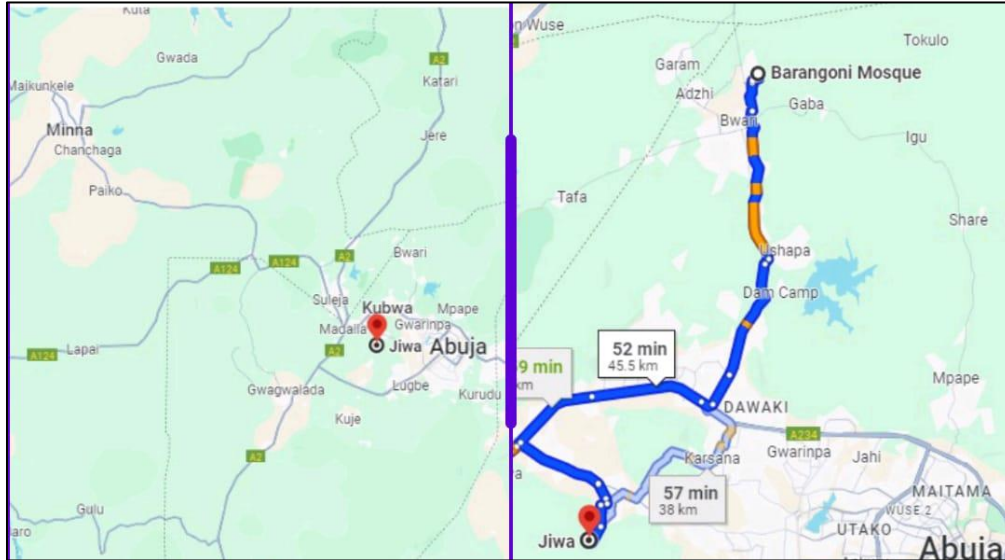 Kuta
Gwada
A2
Katari
Maikunkele
Minna
Chanchaga
Jere
Paiko
Bwari
A2
A124
A124
Suleja
Kubwa
Mpape
Madalla
Gwarinpa
A124
Lapai
A2
Jiwa
Abuja
Gwagwalada
Lugbe
Kurudu
Kuje
A2
Gulu
on Wuse
Tokulo
Garam
Barangoni Mosque
Adzhi
Gaba
Bwari
Igu
Tafa
Share
Ushapa
Dam Camp
52 min
45.5 km
9 min
km
Mpape
DAWAKI
A234
Karsana
Gwarinpa
Jahi
57 min
38 km
MAITAMA
WUSE 2
UTAKO
Jiwa
Abuja